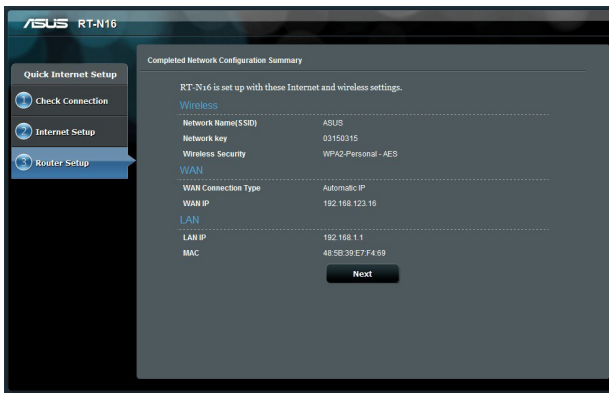 ASUS RT-N16
Completed Network Configuration Summary
Quick Internet Setup
1 Check Connection
2 Internet Setup
3 Router Setup
RT-N16 is set up with these Internet and wireless settings.
Wireless
Network Name(SSID) ASUS
Network key 03150315
Wireless Security WPA2-Personal - AES
WAN
WAN Connection Type Automatic IP
WAN IP 192.168.123.16
LAN
LAN IP 192.168.1.1
MAC 48:5B:39:E7:F4:69
Next